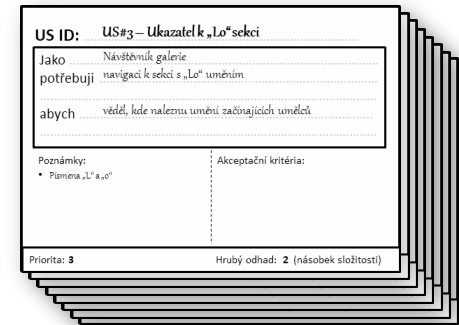 US ID: US#3 – Ukazatel k „Lo“ sekci
Jako Návštěvník galerie
potřebuji navigaci k sekci s „Lo“ uměním
abych věděl, kde naleznu umění začínajících umělců
Poznámky:
• Písmena „L“ a „o“
Akceptační kritéria:
Priorita: 3
Hrubý odhad: 2 (násobek složitosti)